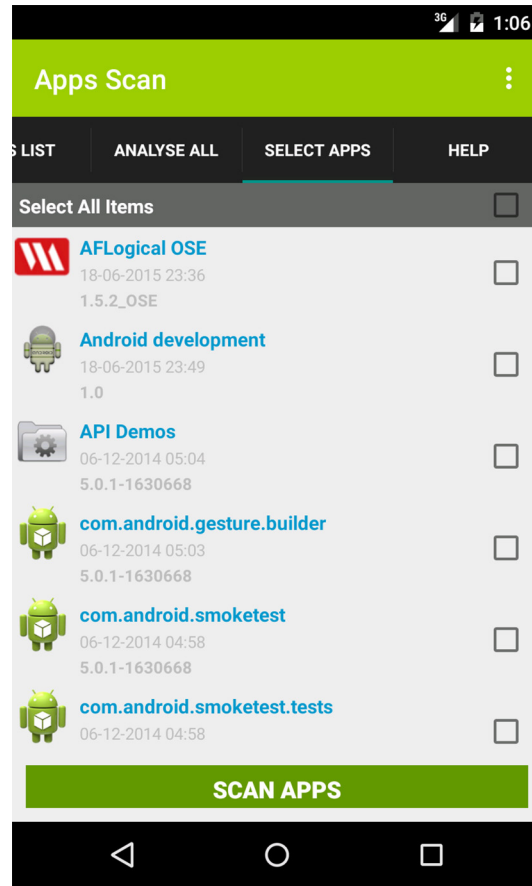 3G 1:06
Apps Scan
S LIST ANALYSE ALL SELECT APPS HELP
Select All Items
AFLogical OSE
18-06-2015 23:36
1.5.2_OSE
Android development
18-06-2015 23:49
1.0
API Demos
06-12-2014 05:04
5.0.1-1630668
com.android.gesture.builder
06-12-2014 05:03
5.0.1-1630668
com.android.smoketest
06-12-2014 04:58
5.0.1-1630668
com.android.smoketest.tests
06-12-2014 04:58
SCAN APPS